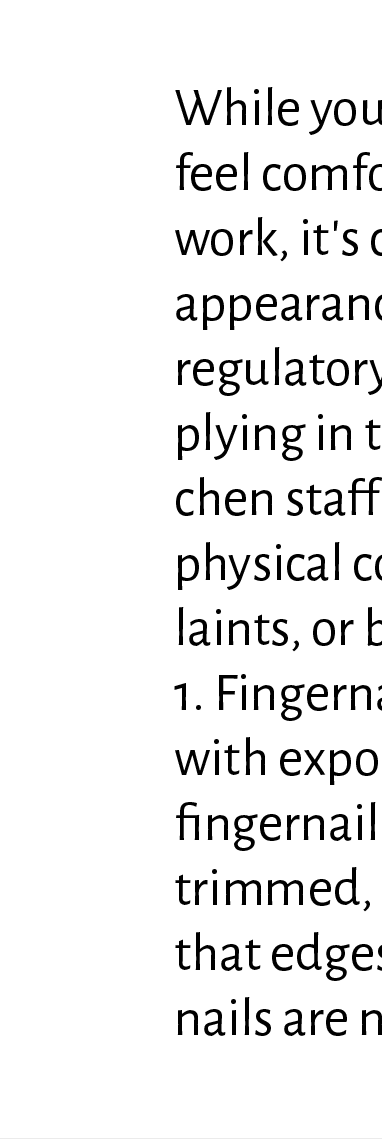 While you
feel comfo
work, it's
appearanc
regulatory
plying in t
chen staff
physical co
laints, or b
1. Fingerna
with expo
fingernail
trimmed,
that edges
nails are n